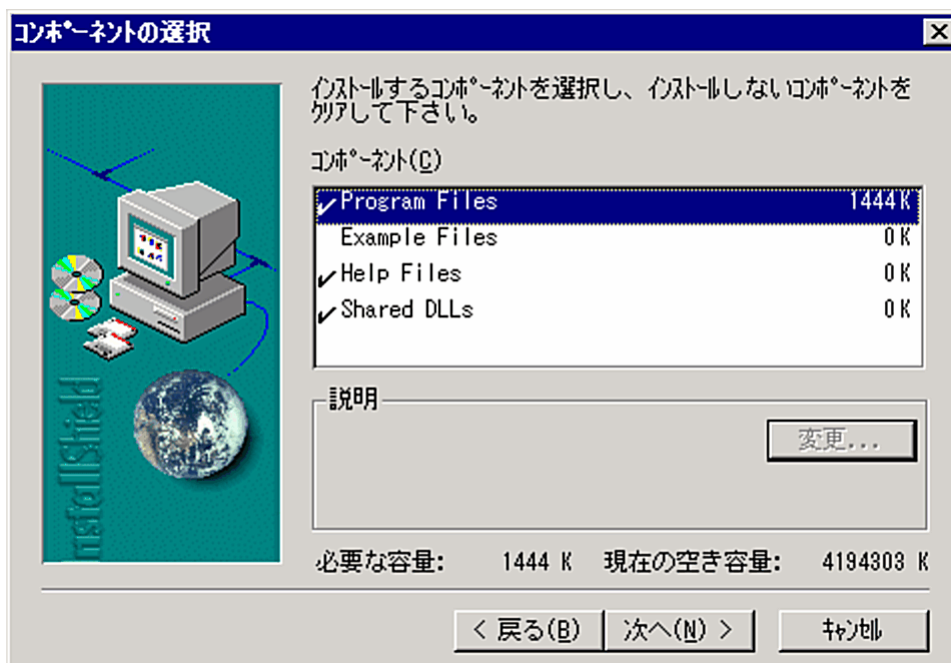 コンポーネントの選択
インストールするコンポーネントを選択し、インストールしないコンポーネントを
クリアして下さい。
コンポーネント(C)
Program Files 1444 K
Example Files 0 K
Help Files 0 K
Shared DLLs 0 K
InstallShield
説明
変更...
必要な容量: 1444 K 現在の空き容量: 4194303 K
< 戻る(B) 次へ(N) > キャンセル